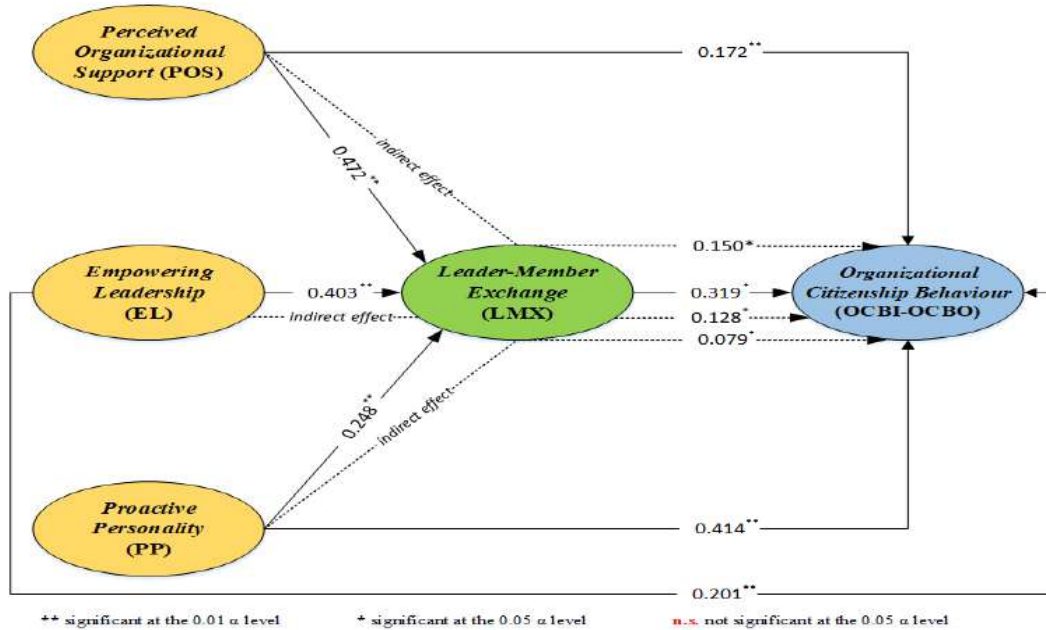 Perceived
Organizational
Support (POS)
0.172**
indirect effect
0.472**
0.150*
Empowering
Leadership
(EL)
0.403**
indirect effect
Leader-Member
Exchange
(LMX)
0.319*
0.128*
0.079*
Organizational
Citizenship Behaviour
(OCBI-OCBO)
0.248**
indirect effect
Proactive
Personality
(PP)
0.414**
0.201**
** significant at the 0.01 α level * significant at the 0.05 α level n.s. not significant at the 0.05 α level